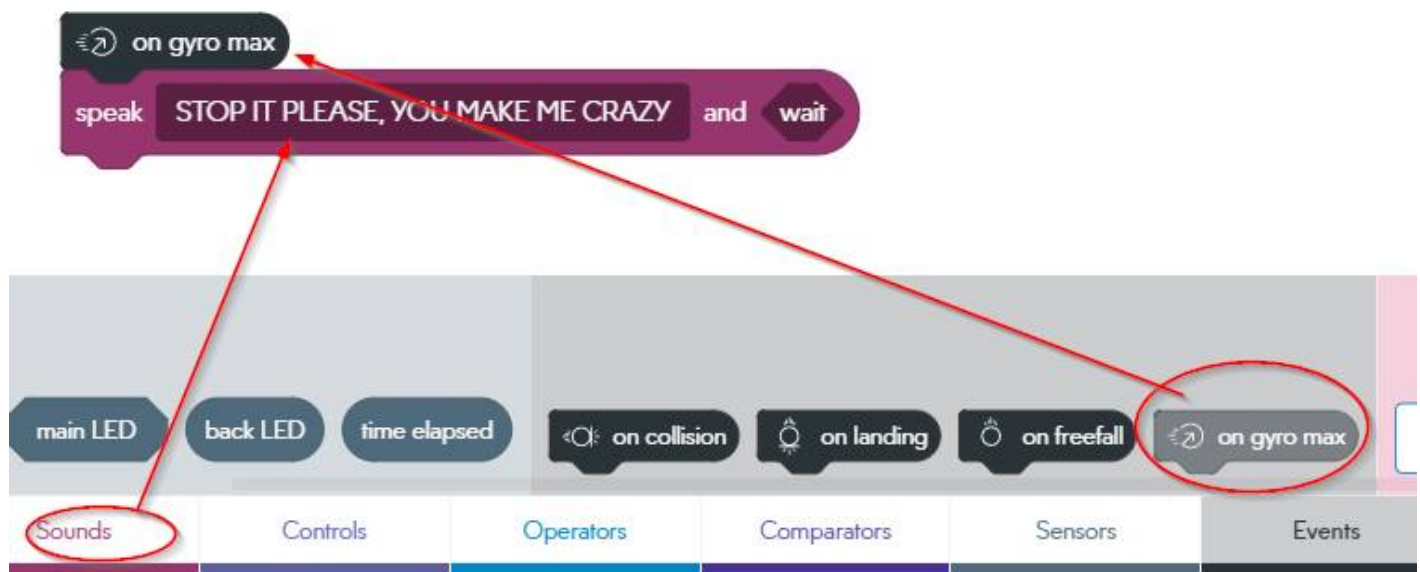 on gyro max
speak STOP IT PLEASE, YOU MAKE ME CRAZY and wait
main LED back LED time elapsed on collision on landing on freefall on gyro max
Sounds Controls Operators Comparators Sensors Events